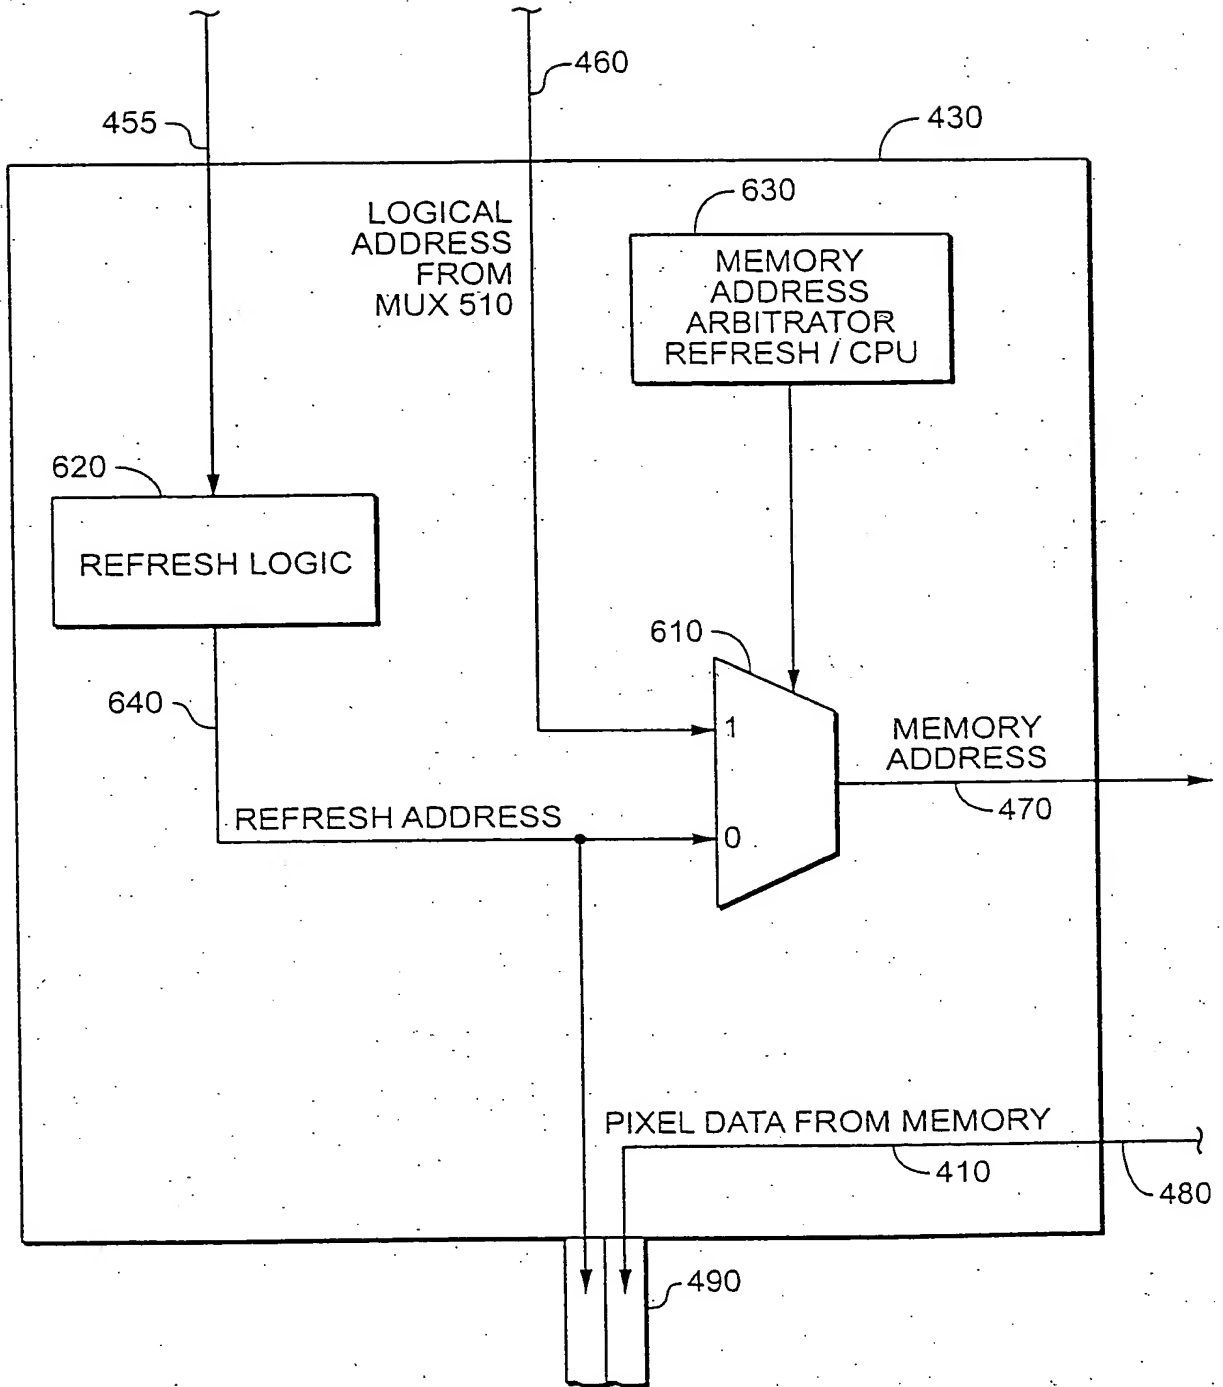 460
455
430
630
LOGICAL
ADDRESS
FROM
MUX 510
MEMORY
ADDRESS
ARBITRATOR
REFRESH / CPU
620
REFRESH LOGIC
610
640
1
MEMORY
ADDRESS
470
REFRESH ADDRESS
0
PIXEL DATA FROM MEMORY
410
480
490